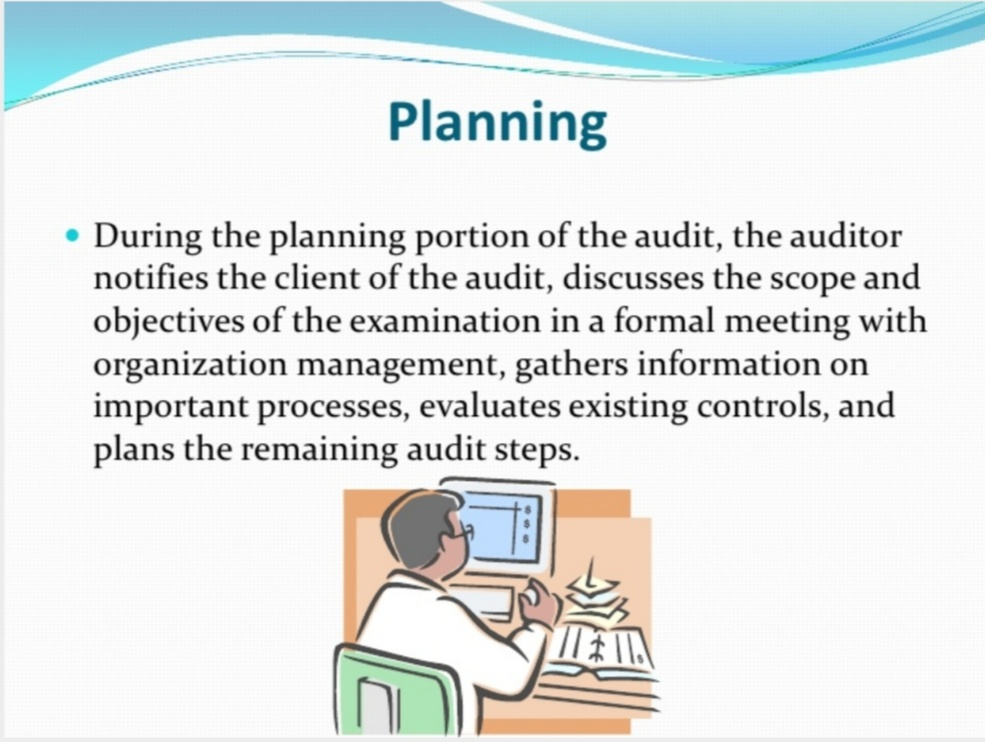 Planning
During the planning portion of the audit, the auditor
notifies the client of the audit, discusses the scope and
objectives of the examination in a formal meeting with
organization management, gathers information on
important processes, evaluates existing controls, and
plans the remaining audit steps.
$
$
$
$